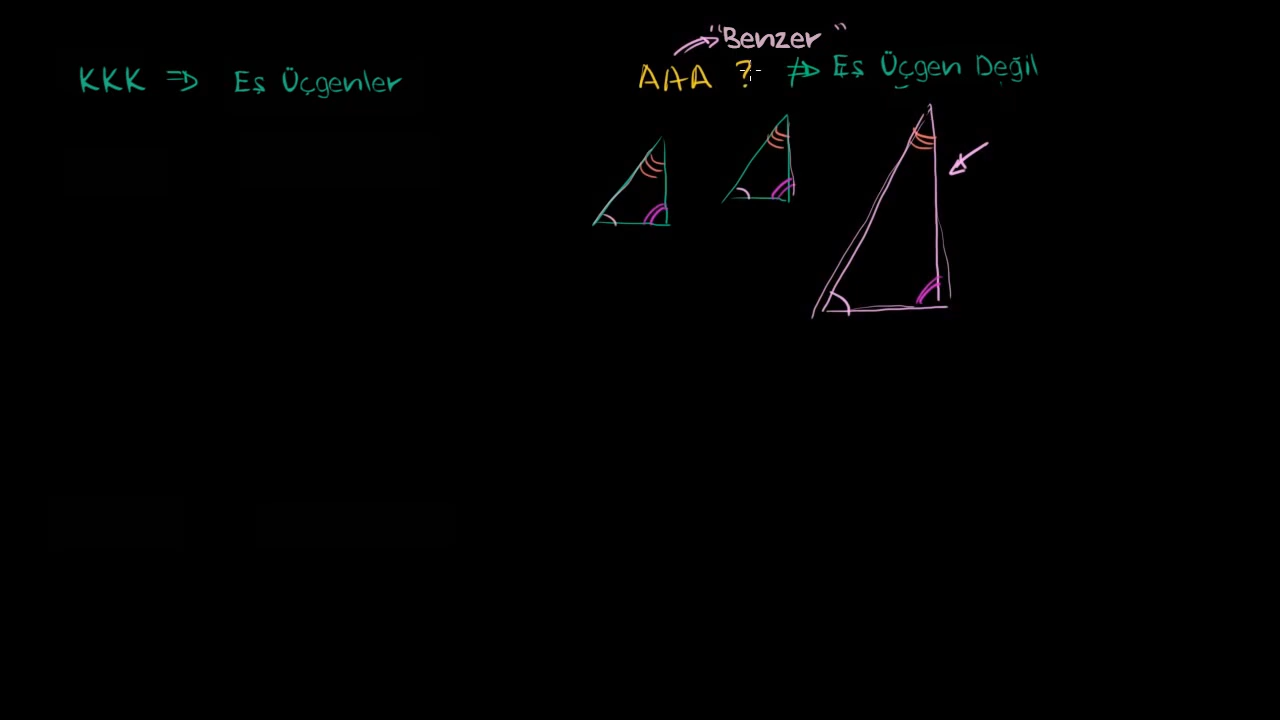 KKK ⇒ Eş Üçgenler
"Benzer"
AAA ? ⇏ Eş Üçgen Değil